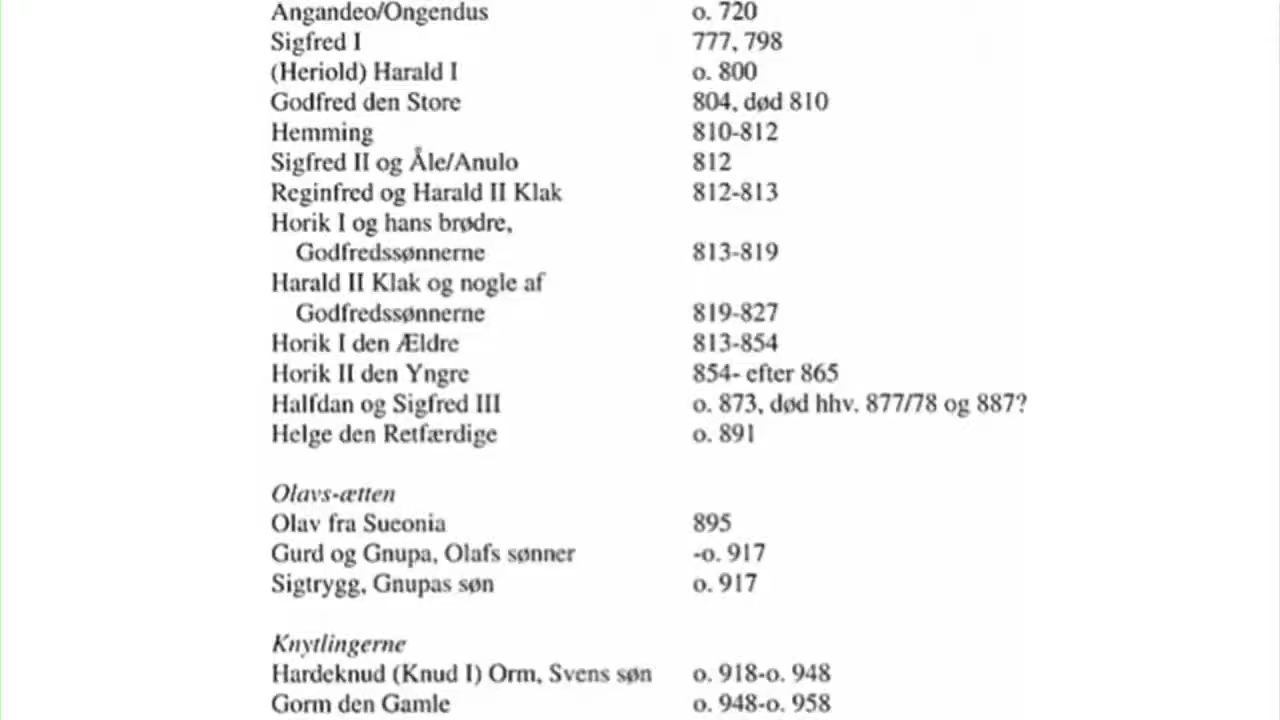 Angandeo/Ongendus o. 720
Sigfred I 777, 798
(Heriold) Harald I o. 800
Godfred den Store 804, død 810
Hemming 810-812
Sigfred II og Åle/Anulo 812
Reginfred og Harald II Klak 812-813
Horik I og hans brødre,
Godfredssønnerne 813-819
Harald II Klak og nogle af
Godfredssønnerne 819-827
Horik I den Ældre 813-854
Horik II den Yngre 854- efter 865
Halfdan og Sigfred III o. 873, død hhv. 877/78 og 887?
Helge den Retfærdige o. 891
Olavs-ætten
Olav fra Sueonia 895
Gurd og Gnupa, Olafs sønner -o. 917
Sigtrygg, Gnupas søn o. 917
Knytlingerne
Hardeknud (Knud I) Orm, Svens søn o. 918-o. 948
Gorm den Gamle o. 948-o. 958